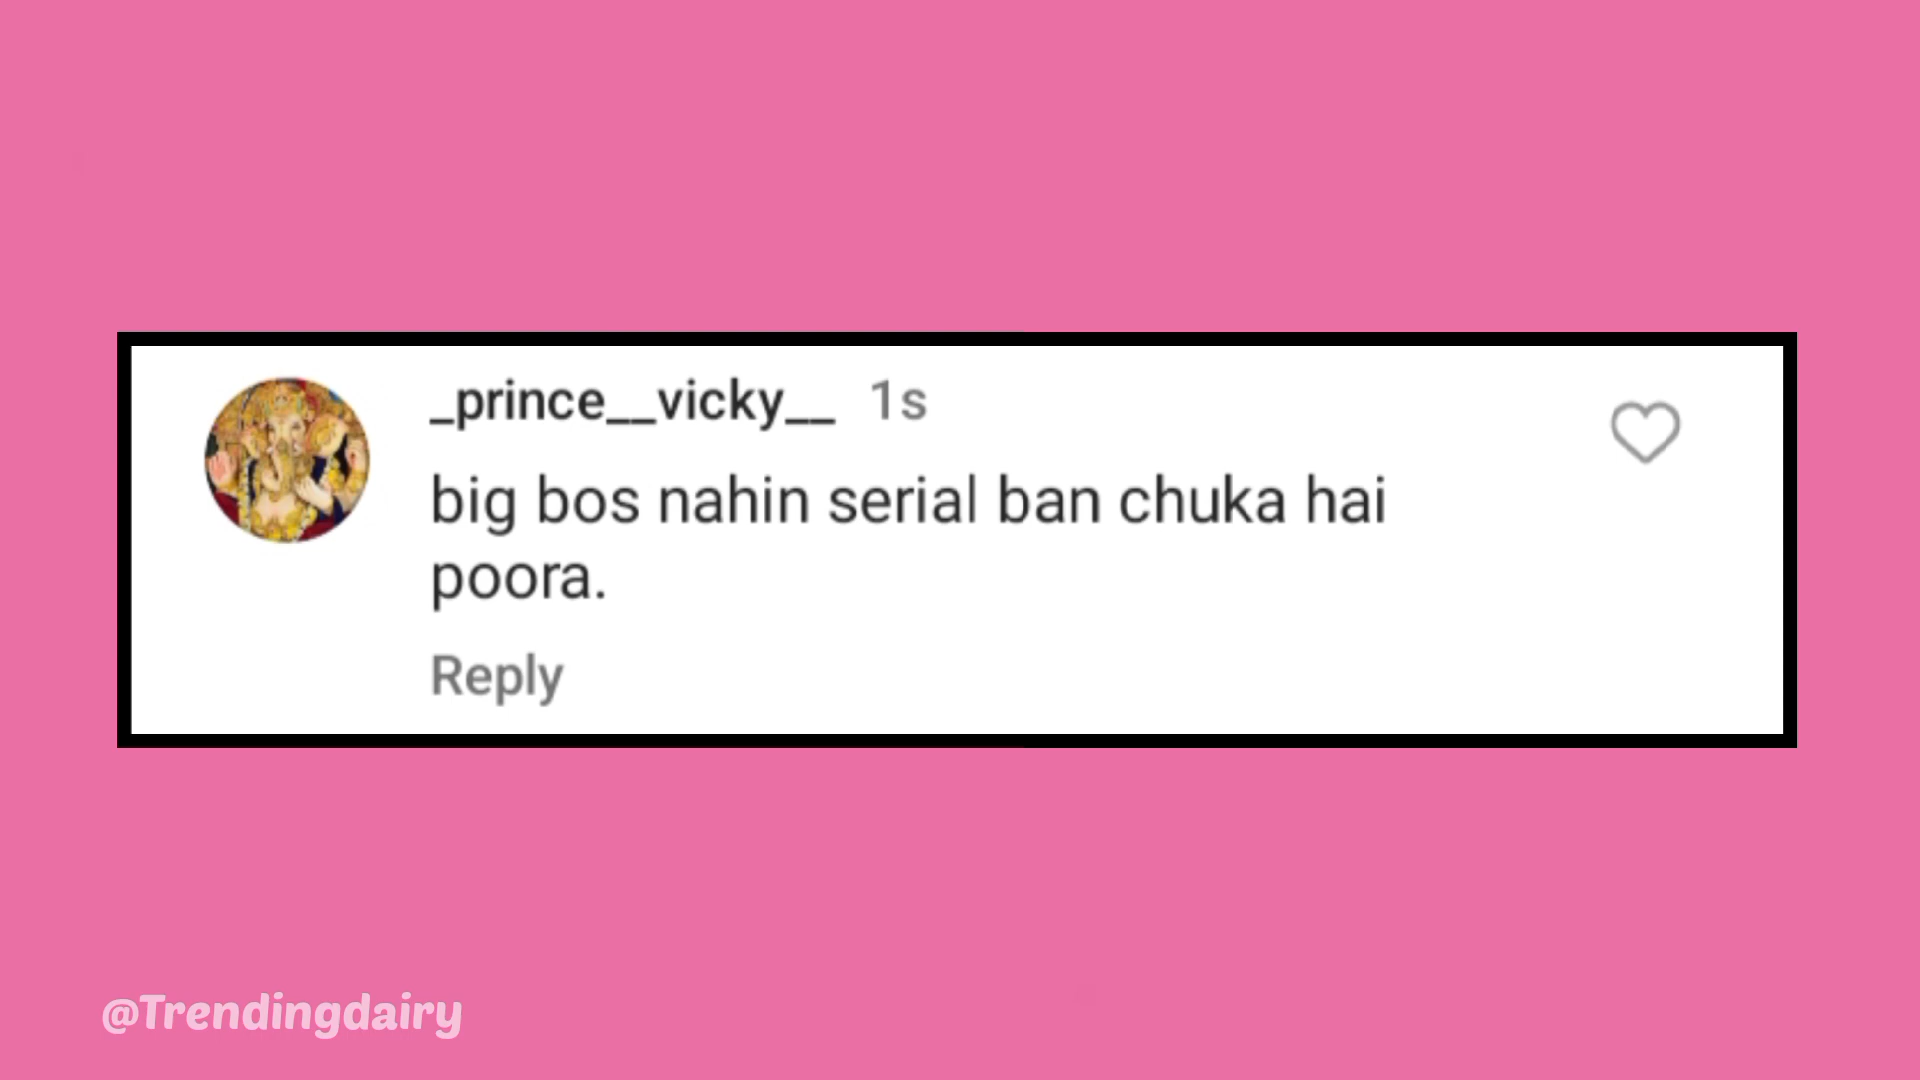 _prince__vicky__ 1s
big bos nahin serial ban chuka hai
poora.
Reply
@Trendingdairy